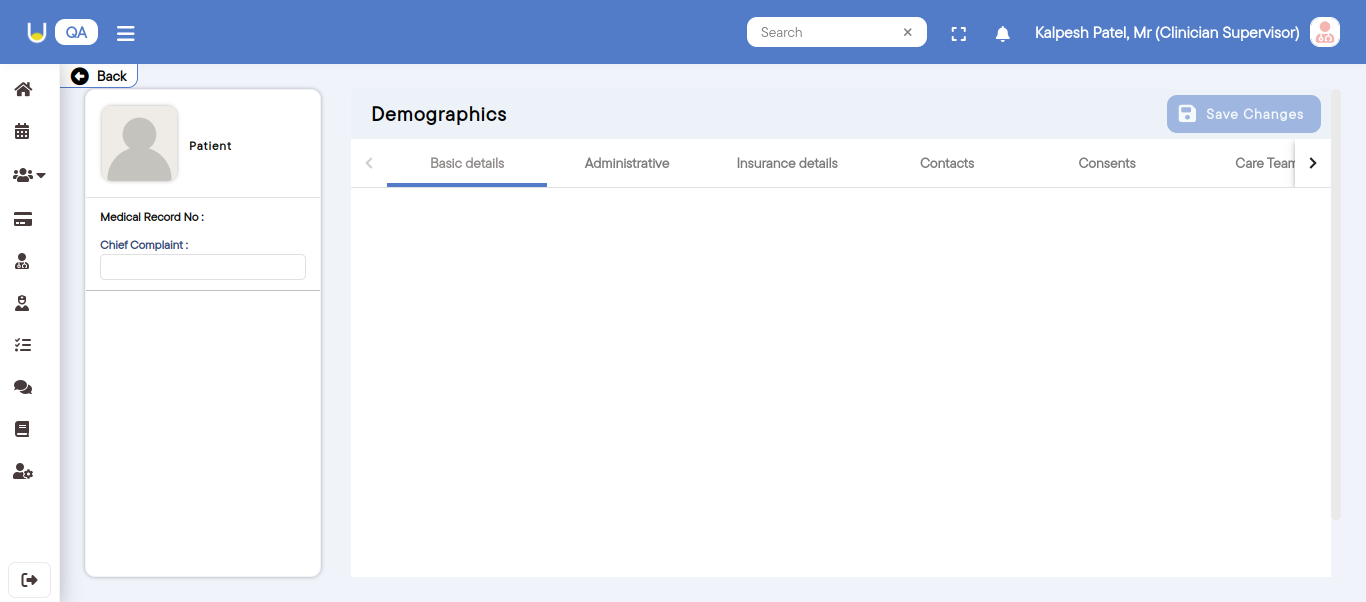 QA
Search
Kalpesh Patel, Mr (Clinician Supervisor)
Back
Patient
Medical Record No :
Chief Complaint :
Demographics
Save Changes
Basic details
Administrative
Insurance details
Contacts
Consents
Care Team